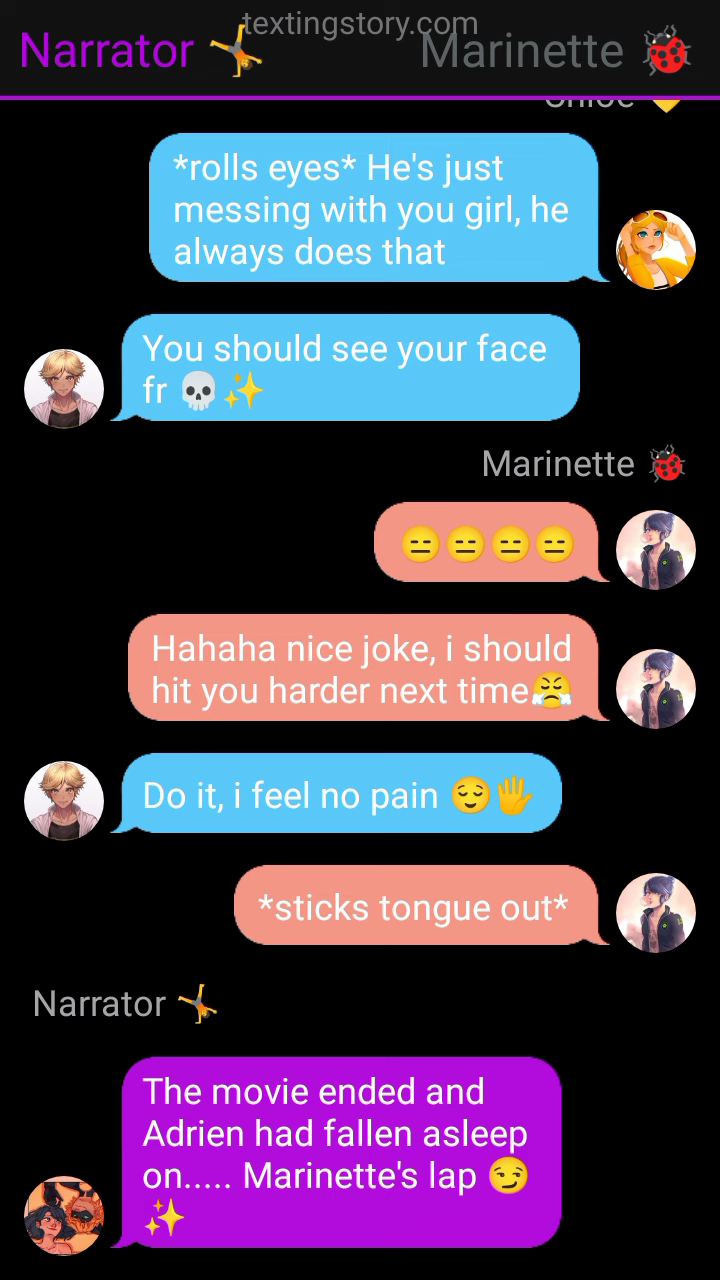 textingstory.com
Narrator 🤸 Marinette 🐞
Chloe 💛
*rolls eyes* He's just
messing with you girl, he
always does that
You should see your face
fr 💀✨
Marinette 🐞
😑😑😑😑
Hahaha nice joke, i should
hit you harder next time😤
Do it, i feel no pain 😌🖐
*sticks tongue out*
Narrator 🤸
The movie ended and
Adrien had fallen asleep
on..... Marinette's lap 😏
✨